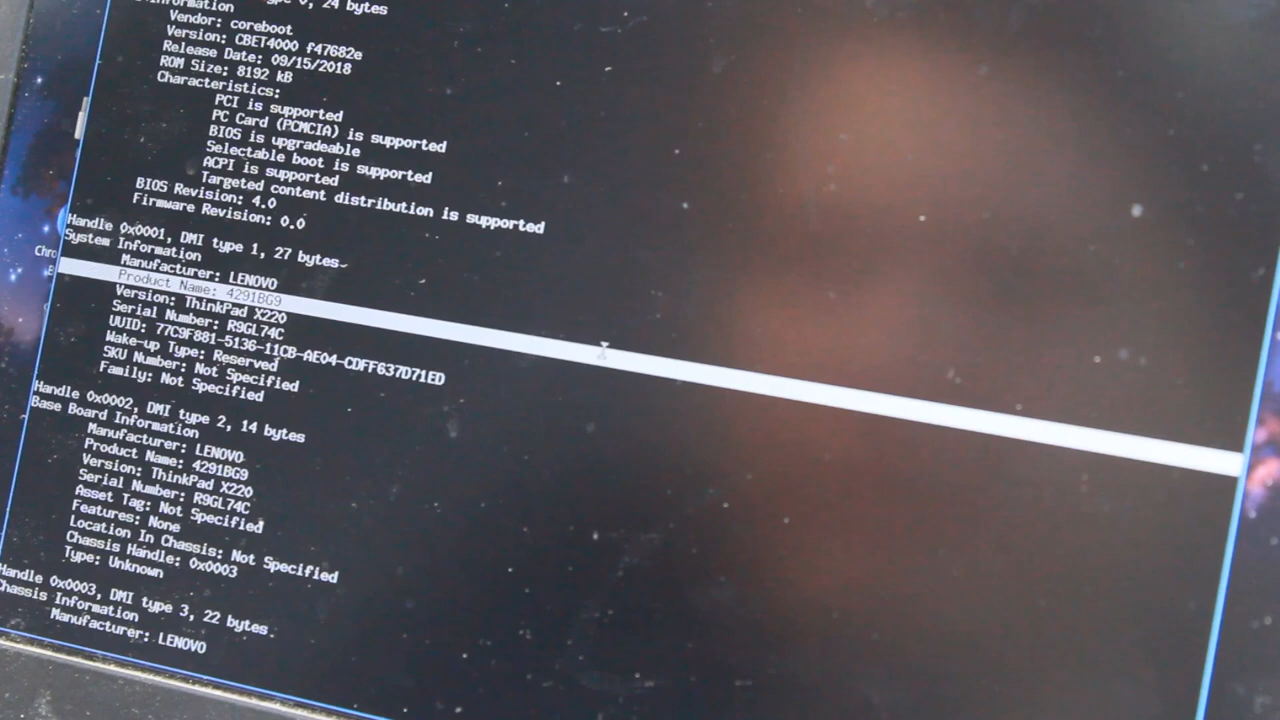 0, 24 bytes
Vendor: coreboot
Version: CBET4000 f47682e
Release Date: 09/15/2018
ROM Size: 8192 kB
Characteristics:
PCI is supported
PC Card (PCMCIA) is supported
BIOS is upgradeable
Selectable boot is supported
ACPI is supported
Targeted content distribution is supported
BIOS Revision: 4.0
Firmware Revision: 0.0
Handle 0x0001, DMI type 1, 27 bytes
System Information
Manufacturer: LENOVO
Product Name: 4291BG9
Version: ThinkPad X220
Serial Number: R9GL74C
UUID: 77C9F881-5136-11CB-AE04-CDFF637D71ED
Wake-up Type: Reserved
SKU Number: Not Specified
Family: Not Specified
Handle 0x0002, DMI type 2, 14 bytes
Base Board Information
Manufacturer: LENOVO
Product Name: 4291BG9
Version: ThinkPad X220
Serial Number: R9GL74C
Asset Tag: Not Specified
Features: None
Location In Chassis: Not Specified
Chassis Handle: 0x0003
Type: Unknown
Handle 0x0003, DMI type 3, 22 bytes
Chassis Information
Manufacturer: LENOVO
Chro